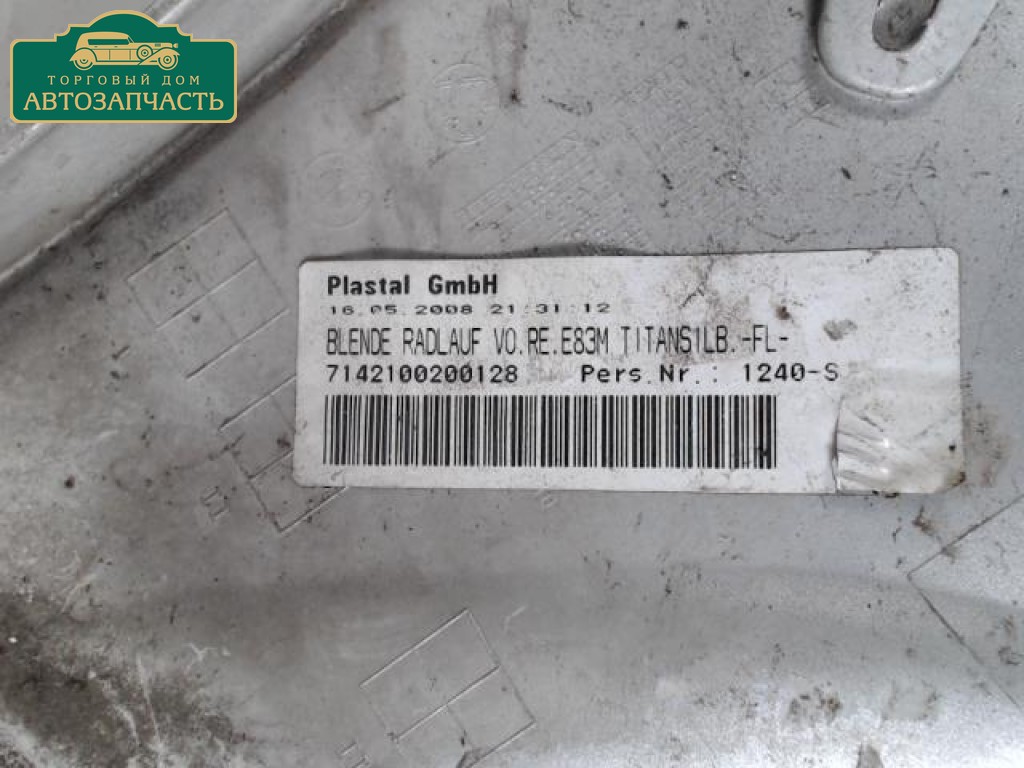 ТОРГОВЫЙ ДОМ
АВТОЗАПЧАСТЬ
Plastal GmbH
16.05.2008 21:31:12
BLENDE RADLAUF VO.RE.E83M TITANSILB.-FL-
7142100200128 Pers.Nr.: 1240-S